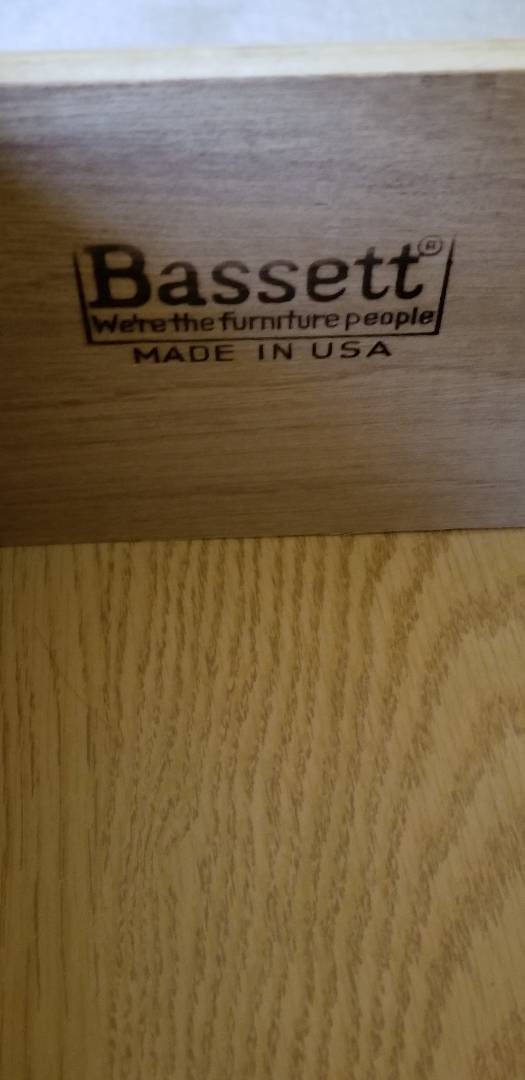 Bassett®
We're the furniture people
MADE IN USA